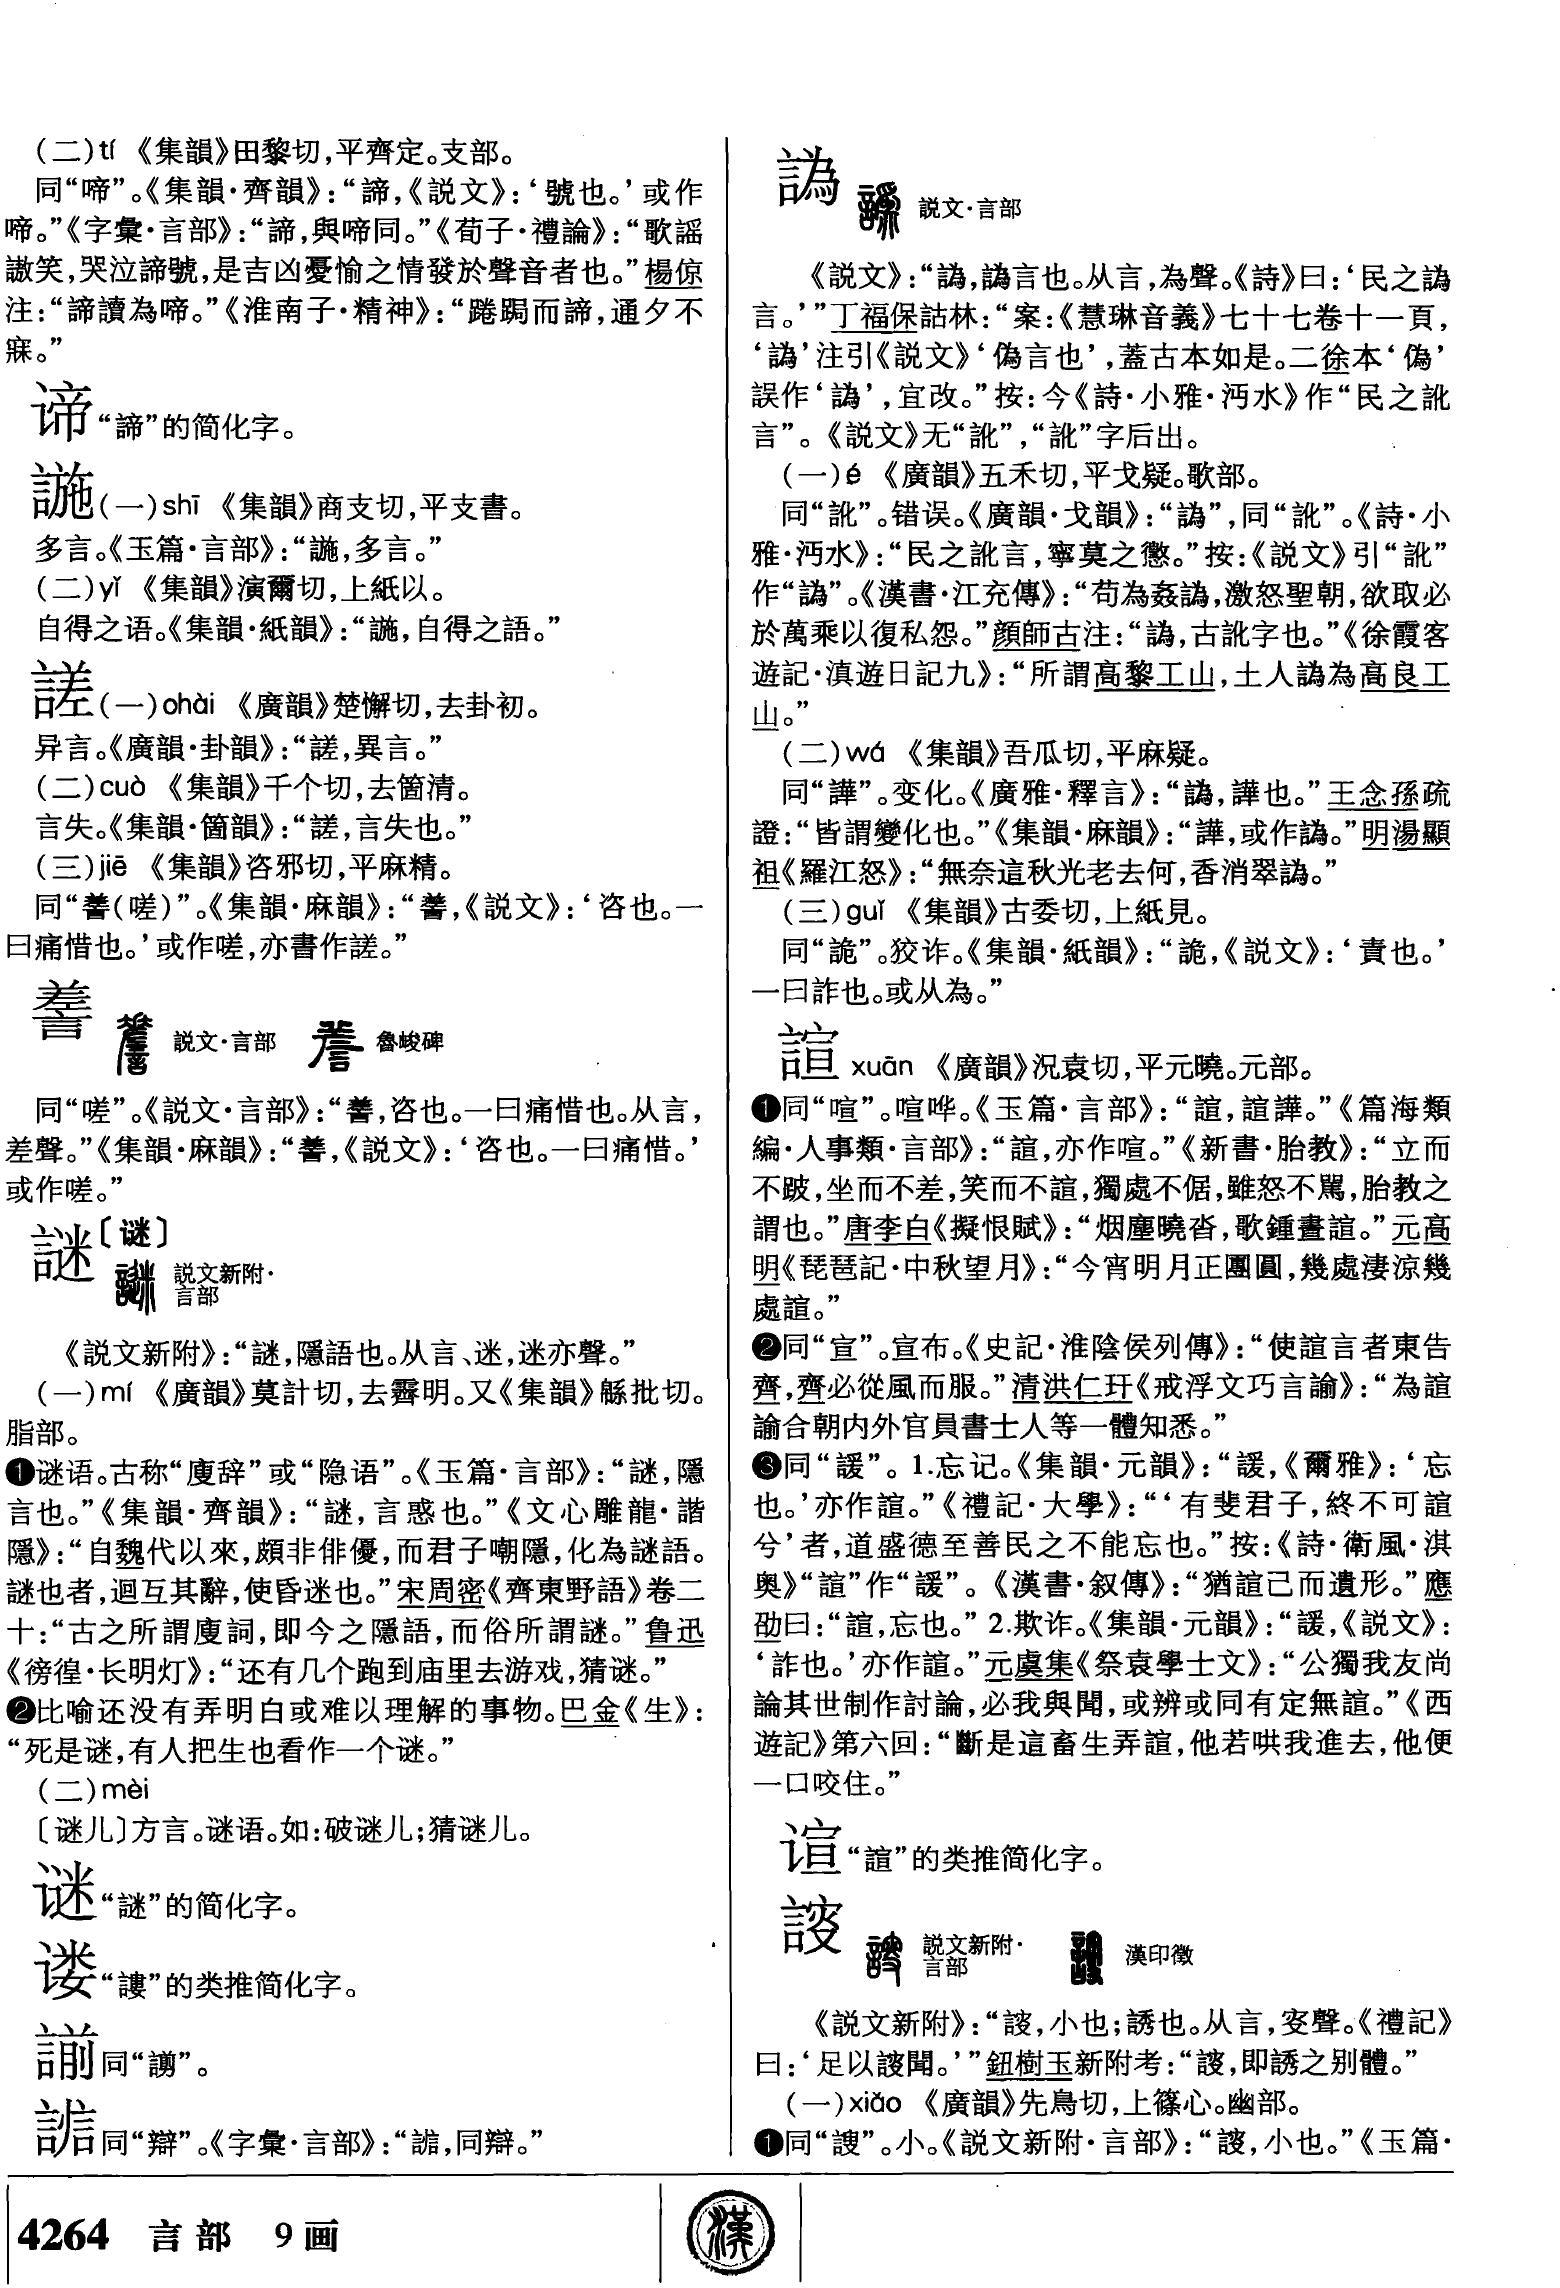 (二)tí 《集韻》田黎切,平齊定。支部。
同“啼”。《集韻·齊韻》:“諦,《説文》:‘號也。’或作
啼。”《字彙·言部》:“諦,與啼同。”《荀子·禮論》:“歌謡
謸笑,哭泣諦號,是吉凶憂愉之情發於聲音者也。”楊倞
注:“諦讀為啼。”《淮南子·精神》:“踡跼而諦,通夕不
寐。”
谛“諦”的简化字。
䛠(一)shī 《集韻》商支切,平支書。
多言。《玉篇·言部》:“䛠,多言。”
(二)yǐ 《集韻》演爾切,上紙以。
自得之语。《集韻·紙韻》:“䛠,自得之語。”
謎(一)chài 《廣韻》楚懈切,去卦初。
异言。《廣韻·卦韻》:“䜅,異言。”
(二)cuò 《集韻》千个切,去箇清。
言失。《集韻·箇韻》:“䜅,言失也。”
(三)jiē 《集韻》咨邪切,平麻精。
同“𧨳(嗟)”。《集韻·麻韻》:“𧨳,《説文》:‘咨也。一
曰痛惜也。’或作嗟,亦書作䜅。”
𧨳 説文·言部 魯峻碑
同“嗟”。《説文·言部》:“𧨳,咨也。一曰痛惜也。从言,
差聲。”《集韻·麻韻》:“𧨳,《説文》:‘咨也。一曰痛惜。’
或作嗟。”
謎〔谜〕 説文新附·
言部
《説文新附》:“謎,隱語也。从言、迷,迷亦聲。”
(一)mí 《廣韻》莫計切,去霽明。又《集韻》緜批切。
脂部。
❶谜语。古称“廋辞”或“隐语”。《玉篇·言部》:“謎,隱
言也。”《集韻·齊韻》:“謎,言惑也。”《文心雕龍·諧
隱》:“自魏代以來,頗非俳優,而君子嘲隱,化為謎語。
謎也者,迴互其辭,使昏迷也。”宋周密《齊東野語》卷二
十:“古之所謂廋詞,即今之隱語,而俗所謂謎。”鲁迅
《徬徨·长明灯》:“还有几个跑到庙里去游戏,猜谜。”
❷比喻还没有弄明白或难以理解的事物。巴金《生》:
“死是谜,有人把生也看作一个谜。”
(二)mèi
〔谜儿〕方言。谜语。如:破谜儿;猜谜儿。
谜“謎”的简化字。
𰵯“謱”的类推简化字。
同“謭”。
同“辯”。《字彙·言部》:“,同辯。”
譌 説文·言部
《説文》:“譌,譌言也。从言,為聲。《詩》曰:‘民之譌
言。’”丁福保詁林:“案:《慧琳音義》七十七卷十一頁,
‘譌’注引《説文》‘偽言也’,蓋古本如是。二徐本‘偽’
誤作‘譌’,宜改。”按:今《詩·小雅·沔水》作“民之訛
言”。《説文》无“訛”,“訛”字后出。
(一)é 《廣韻》五禾切,平戈疑。歌部。
同“訛”。错误。《廣韻·戈韻》:“譌”,同“訛”。《詩·小
雅·沔水》:“民之訛言,寧莫之懲。”按:《説文》引“訛”
作“譌”。《漢書·江充傳》:“苟為姦譌,激怒聖朝,欲取必
於萬乘以復私怨。”顔師古注:“譌,古訛字也。”《徐霞客
遊記·滇遊日記九》:“所謂高黎工山,土人譌為高良工
山。”
(二)wá 《集韻》吾瓜切,平麻疑。
同“譁”。变化。《廣雅·釋言》:“譌,譁也。”王念孫疏
證:“皆謂變化也。”《集韻·麻韻》:“譁,或作譌。”明湯顯
祖《羅江怒》:“無奈這秋光老去何,香消翠譌。”
(三)guǐ 《集韻》古委切,上紙見。
同“詭”。狡诈。《集韻·紙韻》:“詭,《説文》:‘責也。’
一曰詐也。或从為。”
諠 xuān 《廣韻》況袁切,平元曉。元部。
❶同“喧”。喧哗。《玉篇·言部》:“諠,諠譁。”《篇海類
編·人事類·言部》:“諠,亦作喧。”《新書·胎教》:“立而
不跛,坐而不差,笑而不諠,獨處不倨,雖怒不駡,胎教之
謂也。”唐李白《擬恨賦》:“烟塵曉沓,歌鍾晝諠。”元高
明《琵琶記·中秋望月》:“今宵明月正團圓,幾處淒涼幾
處諠。”
❷同“宣”。宣布。《史記·淮陰侯列傳》:“使諠言者東告
齊,齊必從風而服。”清洪仁玕《戒浮文巧言諭》:“為諠
諭合朝内外官員書士人等一體知悉。”
❸同“諼”。1.忘记。《集韻·元韻》:“諼,《爾雅》:‘忘
也。’亦作諠。”《禮記·大學》:“‘有斐君子,終不可諠
兮’者,道盛德至善民之不能忘也。”按:《詩·衛風·淇
奧》“諠”作“諼”。《漢書·叙傳》:“猶諠己而遺形。”應
劭曰:“諠,忘也。”2.欺诈。《集韻·元韻》:“諼,《説文》:
‘詐也。’亦作諠。”元虞集《祭袁學士文》:“公獨我友尚
論其世制作討論,必我與聞,或辨或同有定無諠。”《西
遊記》第六回:“斷是這畜生弄諠,他若哄我進去,他便
一口咬住。”
𰵶“諠”的类推简化字。
謏 説文新附·
言部 漢印徵
《説文新附》:“謏,小也;誘也。从言,叜聲。《禮記》
曰:‘足以謏聞。’”鈕樹玉新附考:“謏,即誘之别體。”
(一)xiǎo 《廣韻》先鳥切,上篠心。幽部。
❶同“謏”。小。《説文新附·言部》:“謏,小也。”《玉篇·
4264 言部 9画
漢